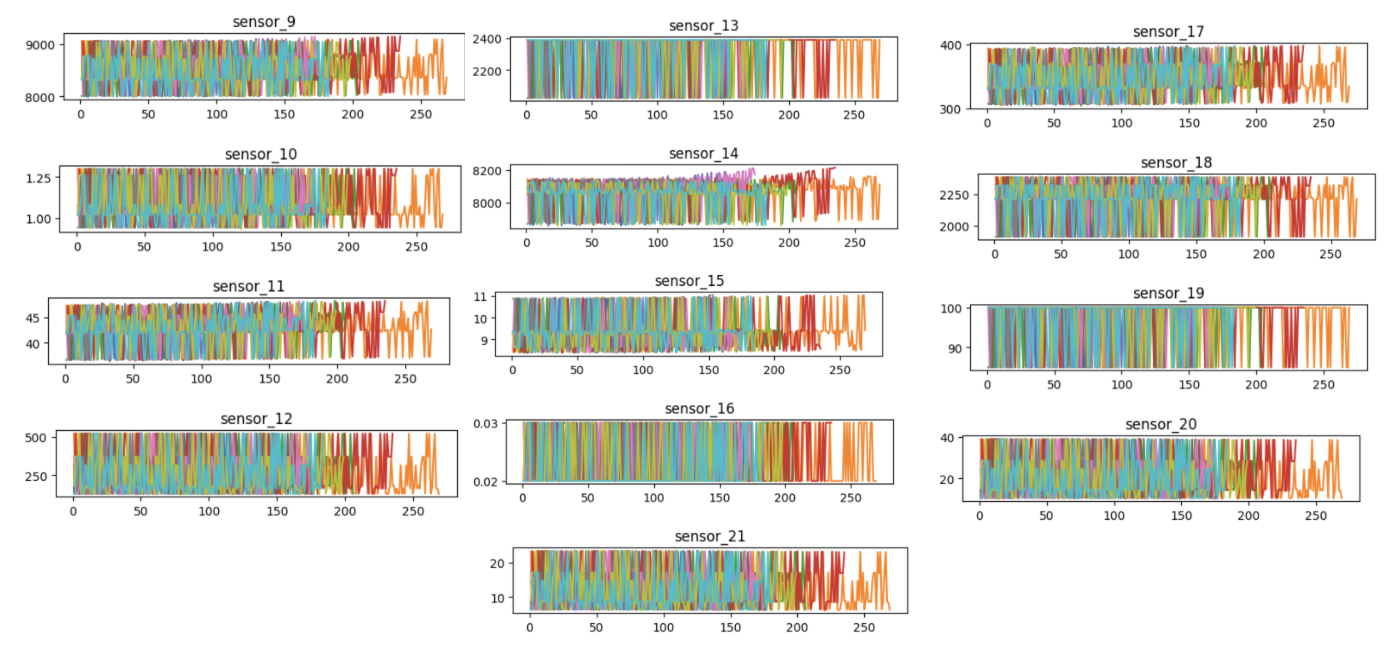 sensor_9
9000
8000
0 50 100 150 200 250
sensor_10
1.25
1.00
0 50 100 150 200 250
sensor_11
45
40
0 50 100 150 200 250
sensor_12
500
250
0 50 100 150 200 250
sensor_13
2400
2200
0 50 100 150 200 250
sensor_14
8200
8000
0 50 100 150 200 250
sensor_15
11
10
9
0 50 100 150 200 250
sensor_16
0.03
0.02
0 50 100 150 200 250
sensor_21
20
10
0 50 100 150 200 250
sensor_17
400
300
0 50 100 150 200 250
sensor_18
2250
2000
0 50 100 150 200 250
sensor_19
100
90
0 50 100 150 200 250
sensor_20
40
20
0 50 100 150 200 250